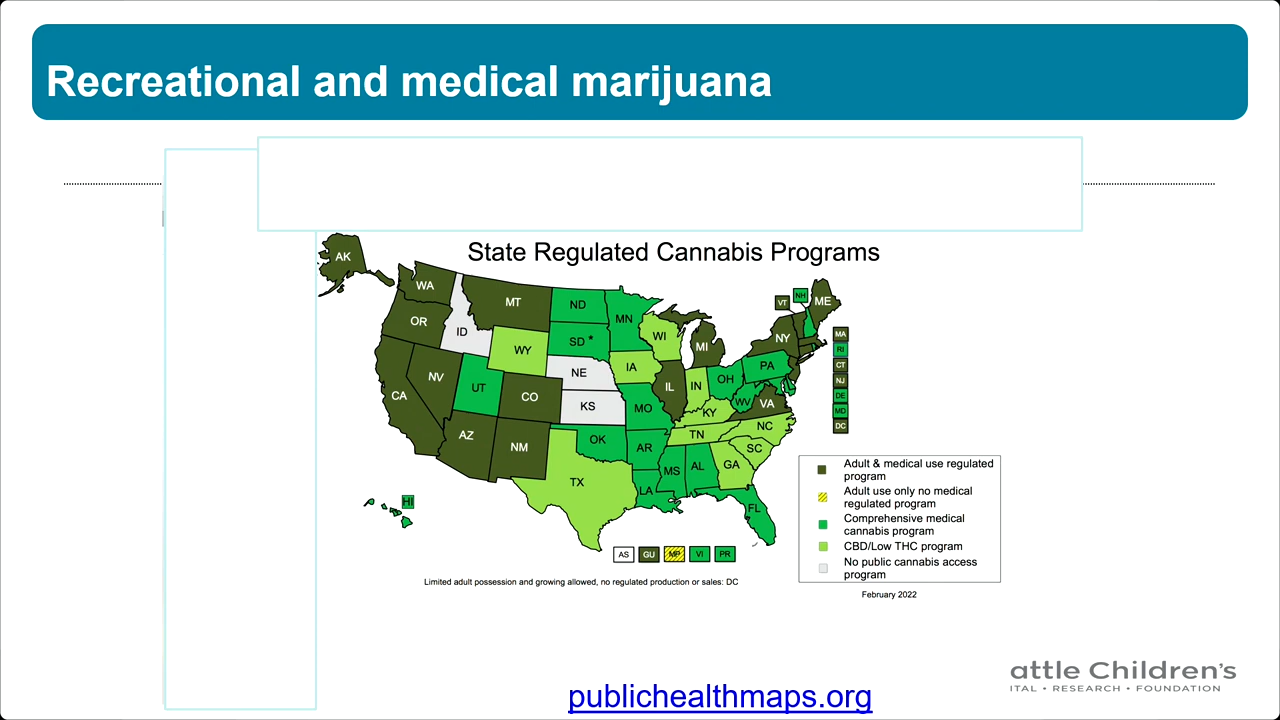 Recreational and medical marijuana
State Regulated Cannabis Programs
AK
WA
MT
ND
MN
VT
NH
ME
OR
ID
WI
MI
NY
MA
SD *
RI
WY
IA
PA
CT
NE
NV
UT
IL
IN
OH
NJ
CA
CO
KS
MO
WV
VA
DE
KY
MD
AZ
NM
OK
TN
NC
DC
AR
SC
TX
MS
AL
GA
LA
FL
HI
AS
GU
MP
VI
PR
Adult & medical use regulated
program
Adult use only no medical
regulated program
Comprehensive medical
cannabis program
CBD/Low THC program
No public cannabis access
program
Limited adult possession and growing allowed, no regulated production or sales: DC
February 2022
attle Children's
ITAL • RESEARCH • FOUNDATION
publichealthmaps.org